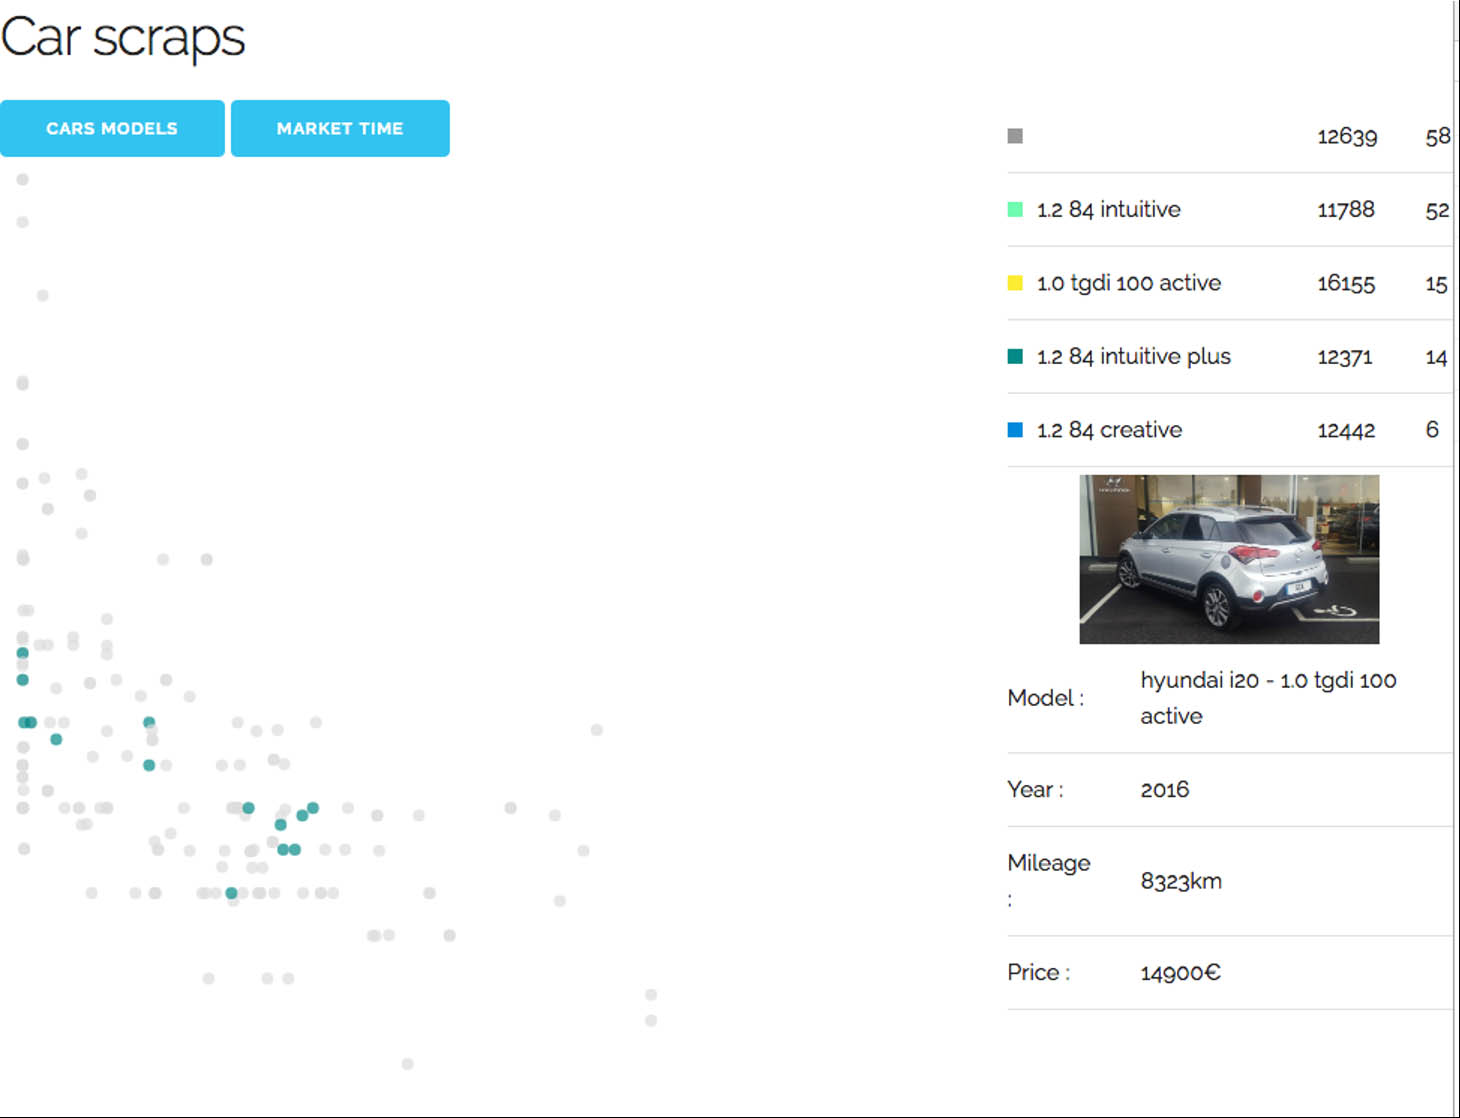 Car scraps
CARS MODELS
MARKET TIME
12639 58
1.2 84 intuitive 11788 52
1.0 tgdi 100 active 16155 15
1.2 84 intuitive plus 12371 14
1.2 84 creative 12442 6
Model : hyundai i20 - 1.0 tgdi 100
active
Year : 2016
Mileage
: 8323km
Price : 14900€